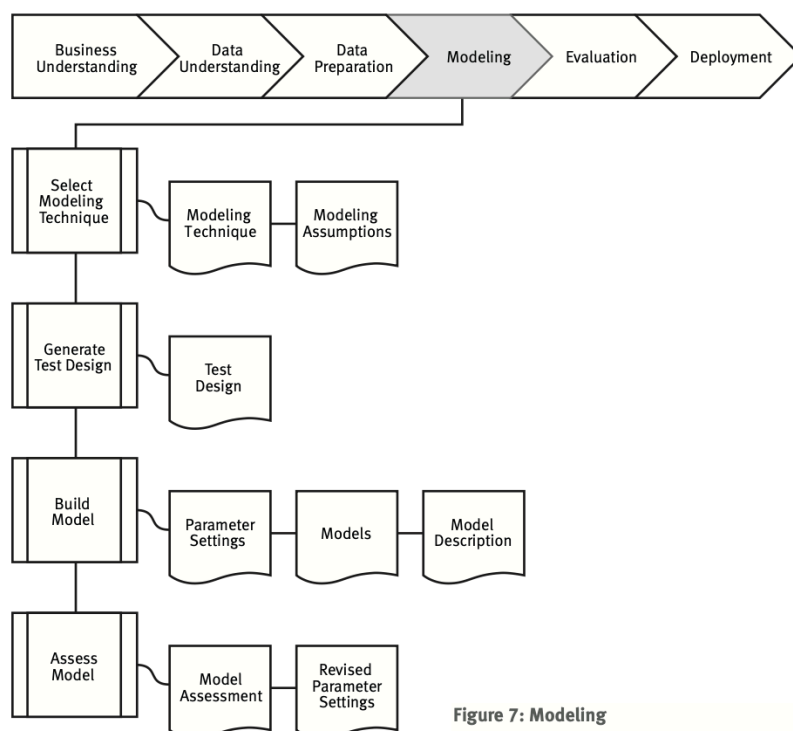 Business
Understanding
Data
Understanding
Data
Preparation
Modeling
Evaluation
Deployment
Select
Modeling
Technique
Modeling
Technique
Modeling
Assumptions
Generate
Test Design
Test
Design
Build
Model
Parameter
Settings
Models
Model
Description
Assess
Model
Model
Assessment
Revised
Parameter
Settings
Figure 7: Modeling